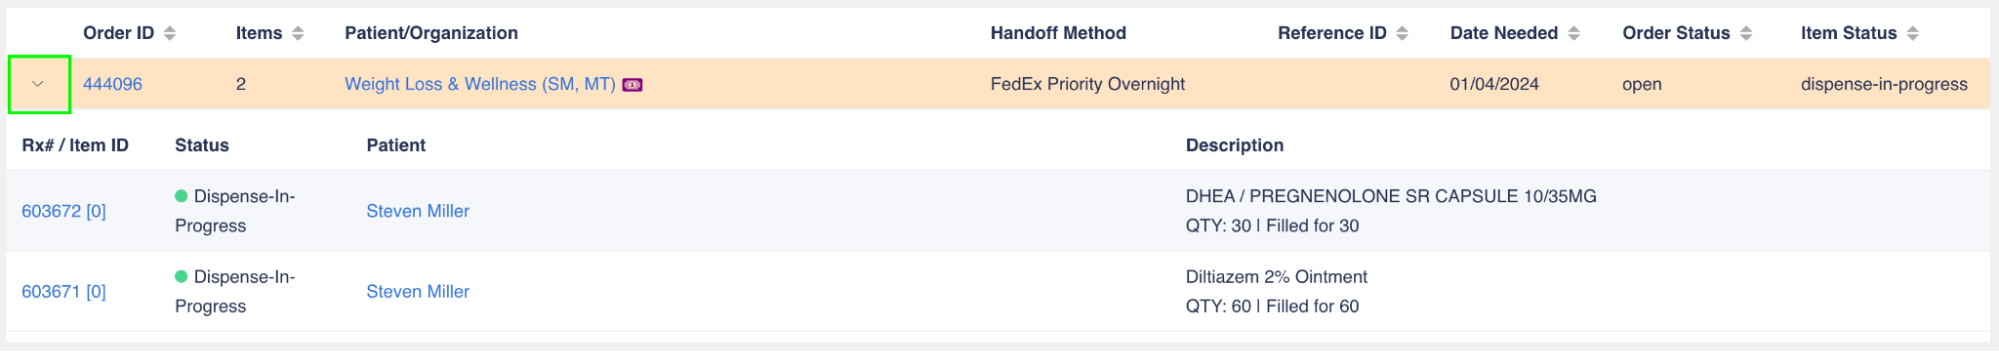 Order ID Items Patient/Organization Handoff Method Reference ID Date Needed Order Status Item Status
444096 2 Weight Loss & Wellness (SM, MT) FedEx Priority Overnight 01/04/2024 open dispense-in-progress
Rx# / Item ID Status Patient Description
603672 [0] Dispense-In-Progress Steven Miller DHEA / PREGNENOLONE SR CAPSULE 10/35MG
QTY: 30 | Filled for 30
603671 [0] Dispense-In-Progress Steven Miller Diltiazem 2% Ointment
QTY: 60 | Filled for 60